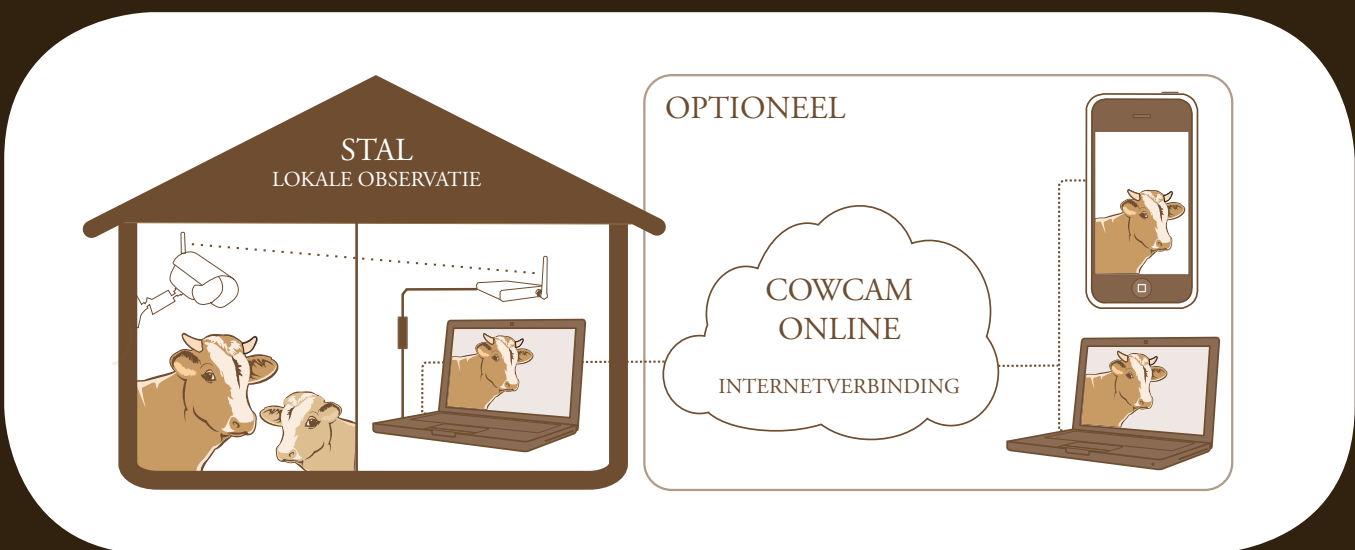 STAL
LOKALE OBSERVATIE
OPTIONEEL
COWCAM
ONLINE
INTERNETVERBINDING